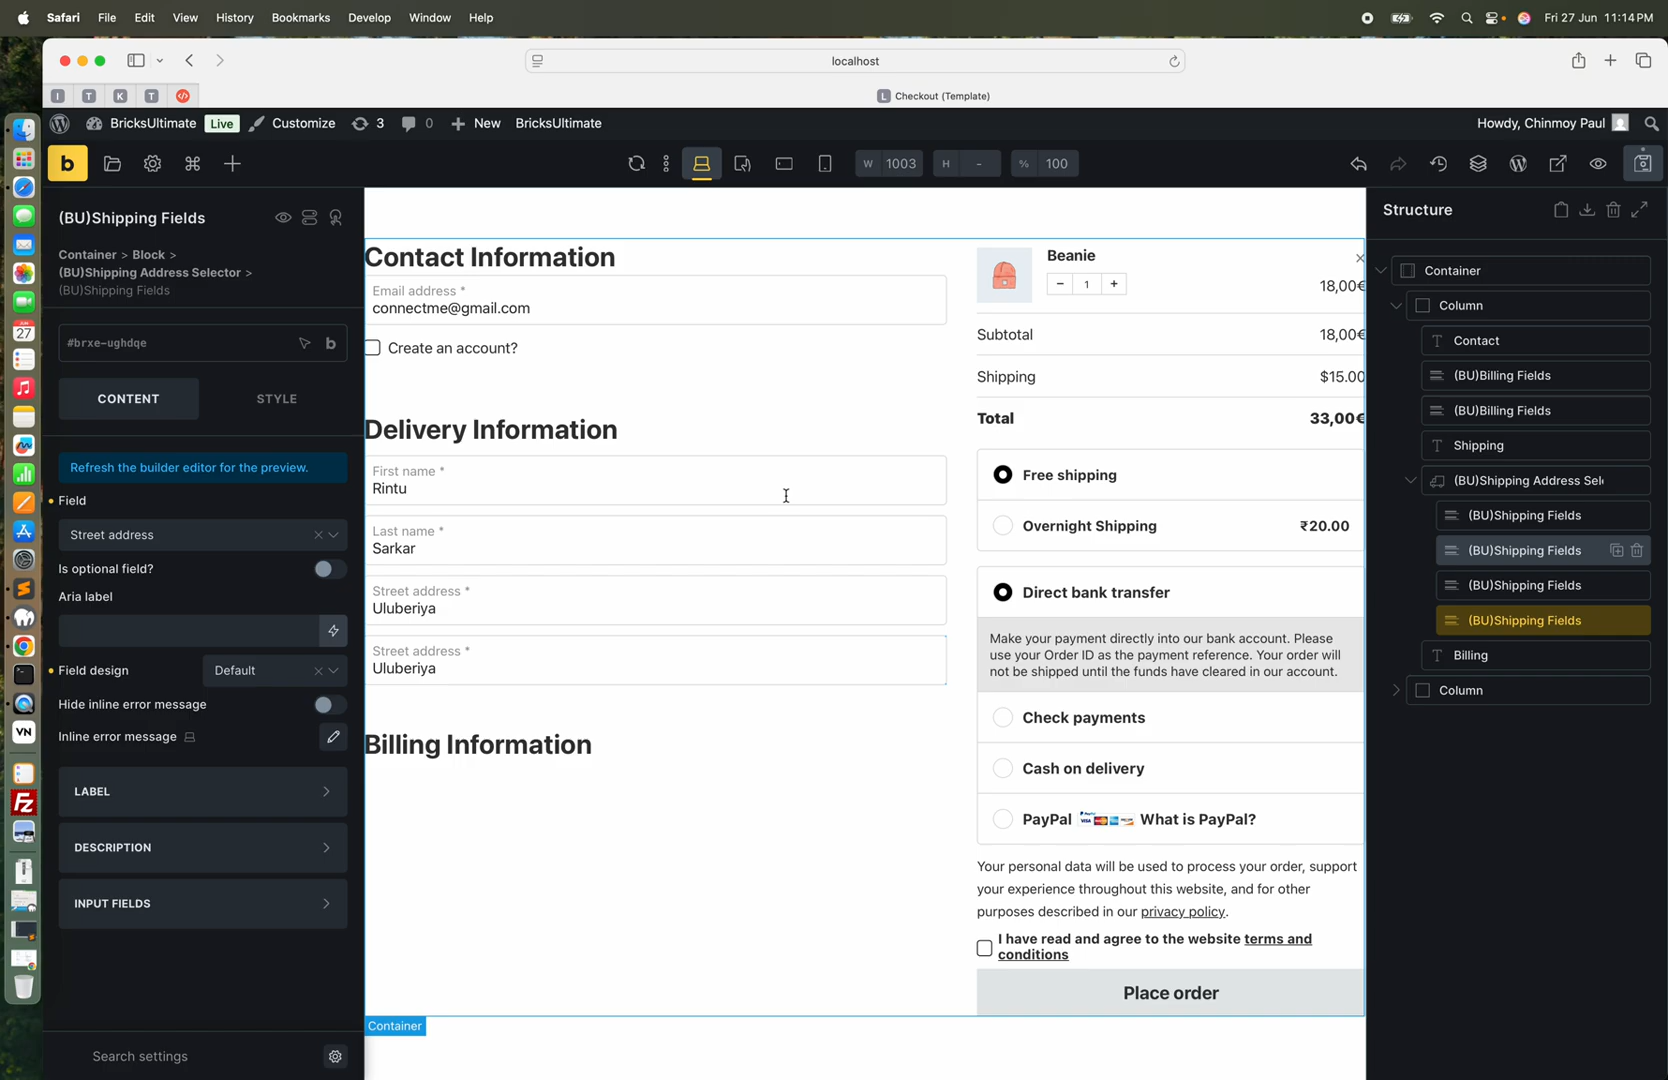 Safari File Edit View History Bookmarks Develop Window Help
Fri 27 Jun 11:14 PM
localhost
I T K T
L Checkout (Template)
BricksUltimate Live Customize 3 0 New BricksUltimate
Howdy, Chinmoy Paul
b
W 1003 H - % 100
(BU)Shipping Fields
Container > Block >
(BU)Shipping Address Selector >
(BU)Shipping Fields
#brxe-ughdqe
b
CONTENT STYLE
Refresh the builder editor for the preview.
Field
Street address
Is optional field?
Aria label
Field design Default
Hide inline error message
Inline error message
LABEL
DESCRIPTION
INPUT FIELDS
Search settings
Contact Information
Email address *
connectme@gmail.com
Create an account?
Delivery Information
First name *
Rintu
Last name *
Sarkar
Street address *
Uluberiya
Street address *
Uluberiya
Billing Information
Container
Beanie
×
− 1 +
18,00€
Subtotal 18,00€
Shipping $15.00
Total 33,00€
Free shipping
Overnight Shipping ₹20.00
Direct bank transfer
Make your payment directly into our bank account. Please
use your Order ID as the payment reference. Your order will
not be shipped until the funds have cleared in our account.
Check payments
Cash on delivery
PayPal What is PayPal?
Your personal data will be used to process your order, support
your experience throughout this website, and for other
purposes described in our privacy policy.
I have read and agree to the website terms and
conditions
Place order
Structure
Container
Column
Contact
(BU)Billing Fields
(BU)Billing Fields
Shipping
(BU)Shipping Address Sele
(BU)Shipping Fields
(BU)Shipping Fields
(BU)Shipping Fields
(BU)Shipping Fields
Billing
Column
27
VN
FZ